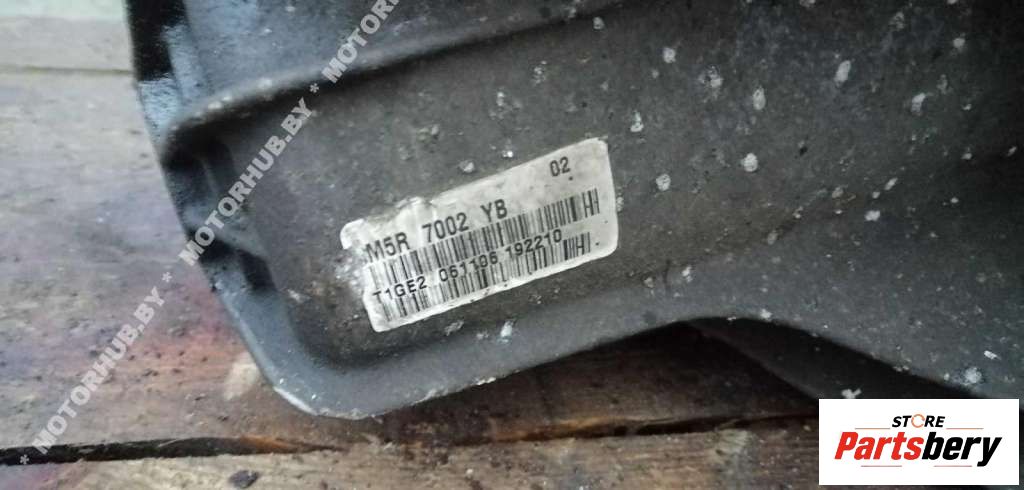 02
M5R 7002 YB
T1GE2 061106 192210
* MOTORHUB.BY * MOTORHUB.BY * MOTORHUB.BY *
STORE
Partsbery